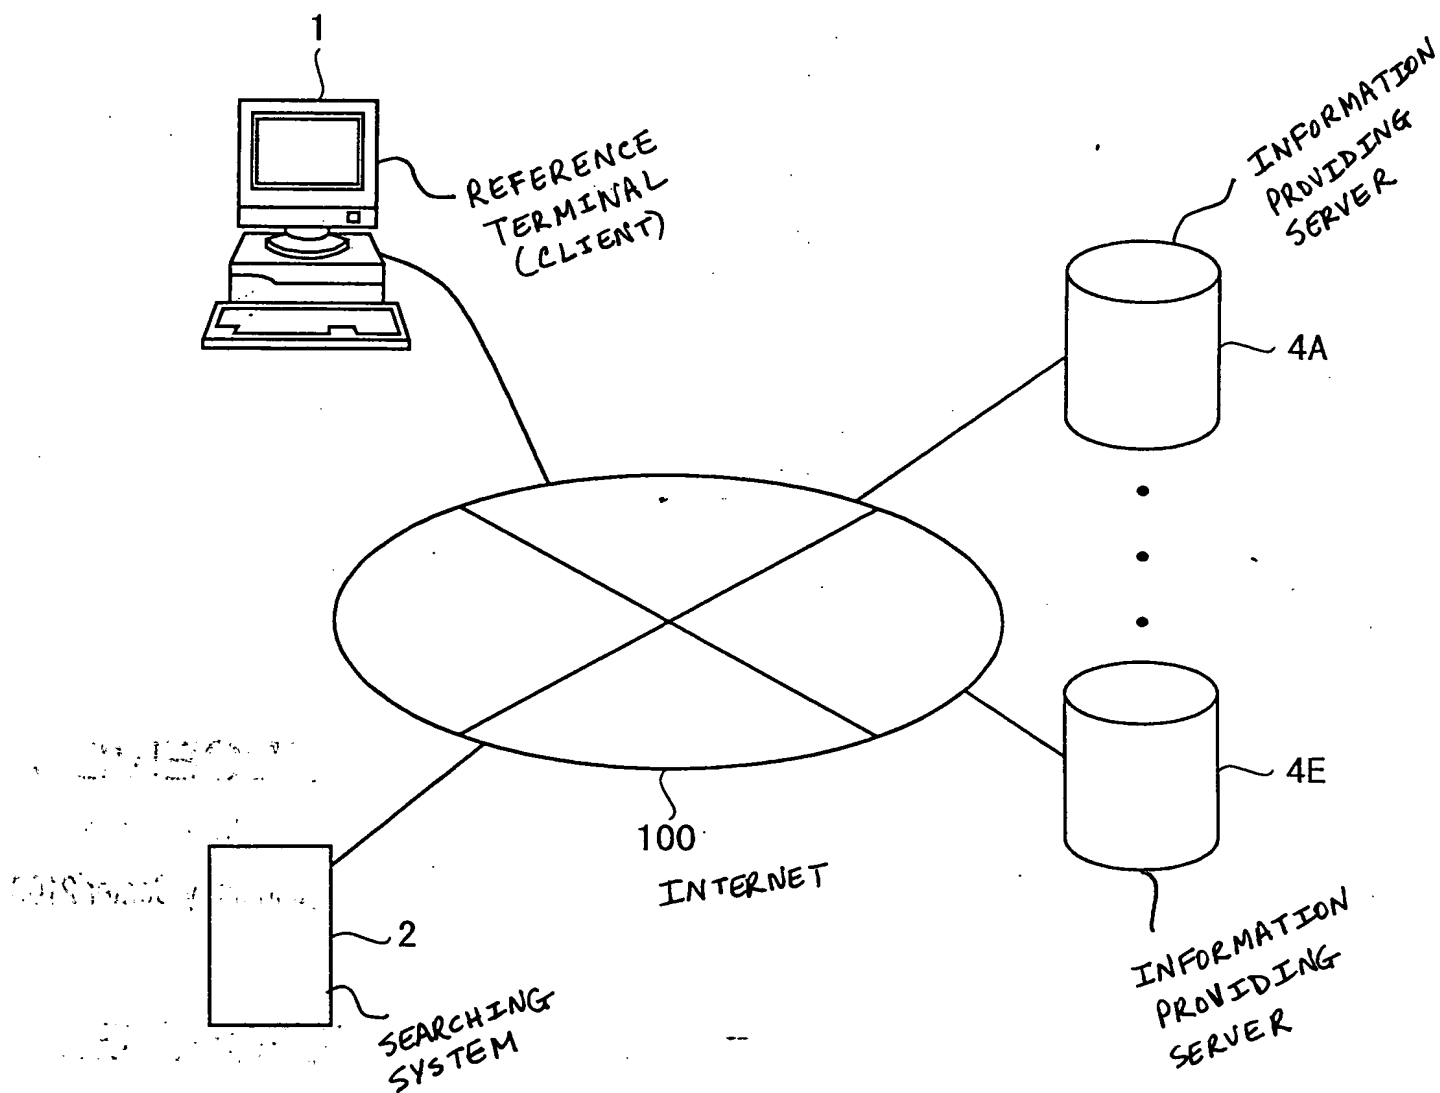 1
REFERENCE
TERMINAL
(CLIENT)
INFORMATION
PROVIDING
SERVER
4A
4E
100
INTERNET
2
SEARCHING
SYSTEM
INFORMATION
PROVIDING
SERVER